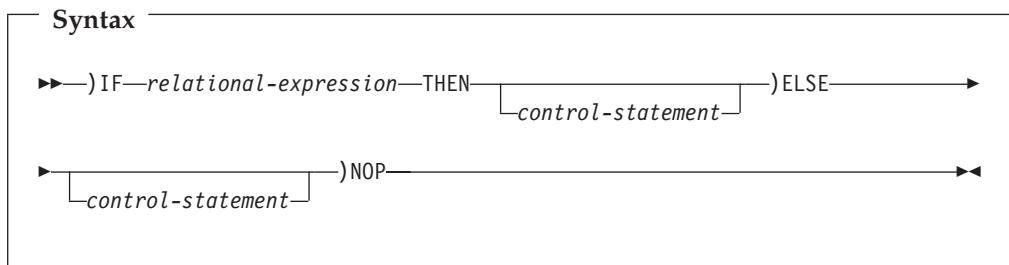 Syntax
)IF relational-expression THEN )ELSE
control-statement
)NOP
control-statement